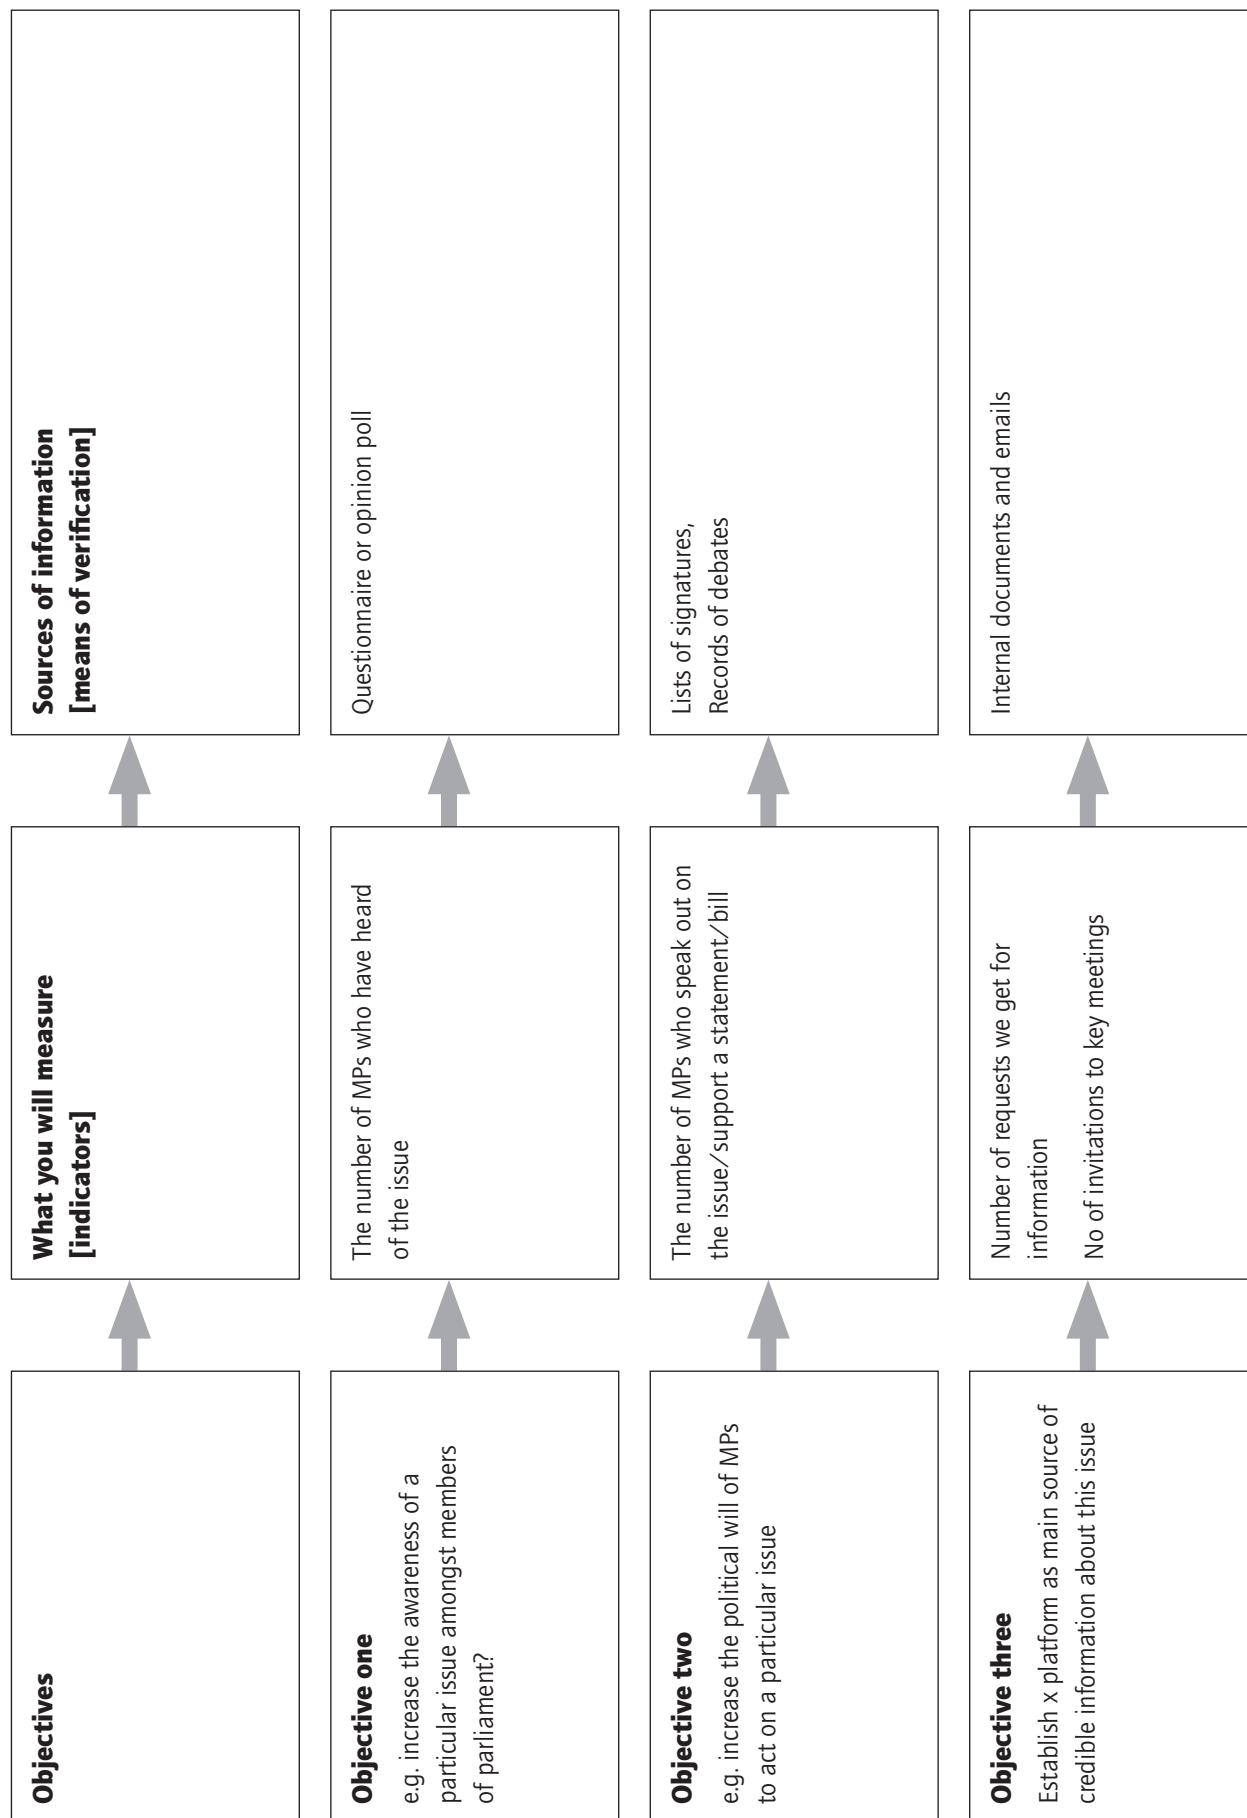 Objectives
What you will measure
[indicators]
Sources of information
[means of verification]
Objective one
e.g. increase the awareness of a
particular issue amongst members
of parliament?
The number of MPs who have heard
of the issue
Questionnaire or opinion poll
Objective two
e.g. increase the political will of MPs
to act on a particular issue
The number of MPs who speak out on
the issue/support a statement/bill
Lists of signatures,
Records of debates
Objective three
Establish x platform as main source of
credible information about this issue
Number of requests we get for
information
No of invitations to key meetings
Internal documents and emails